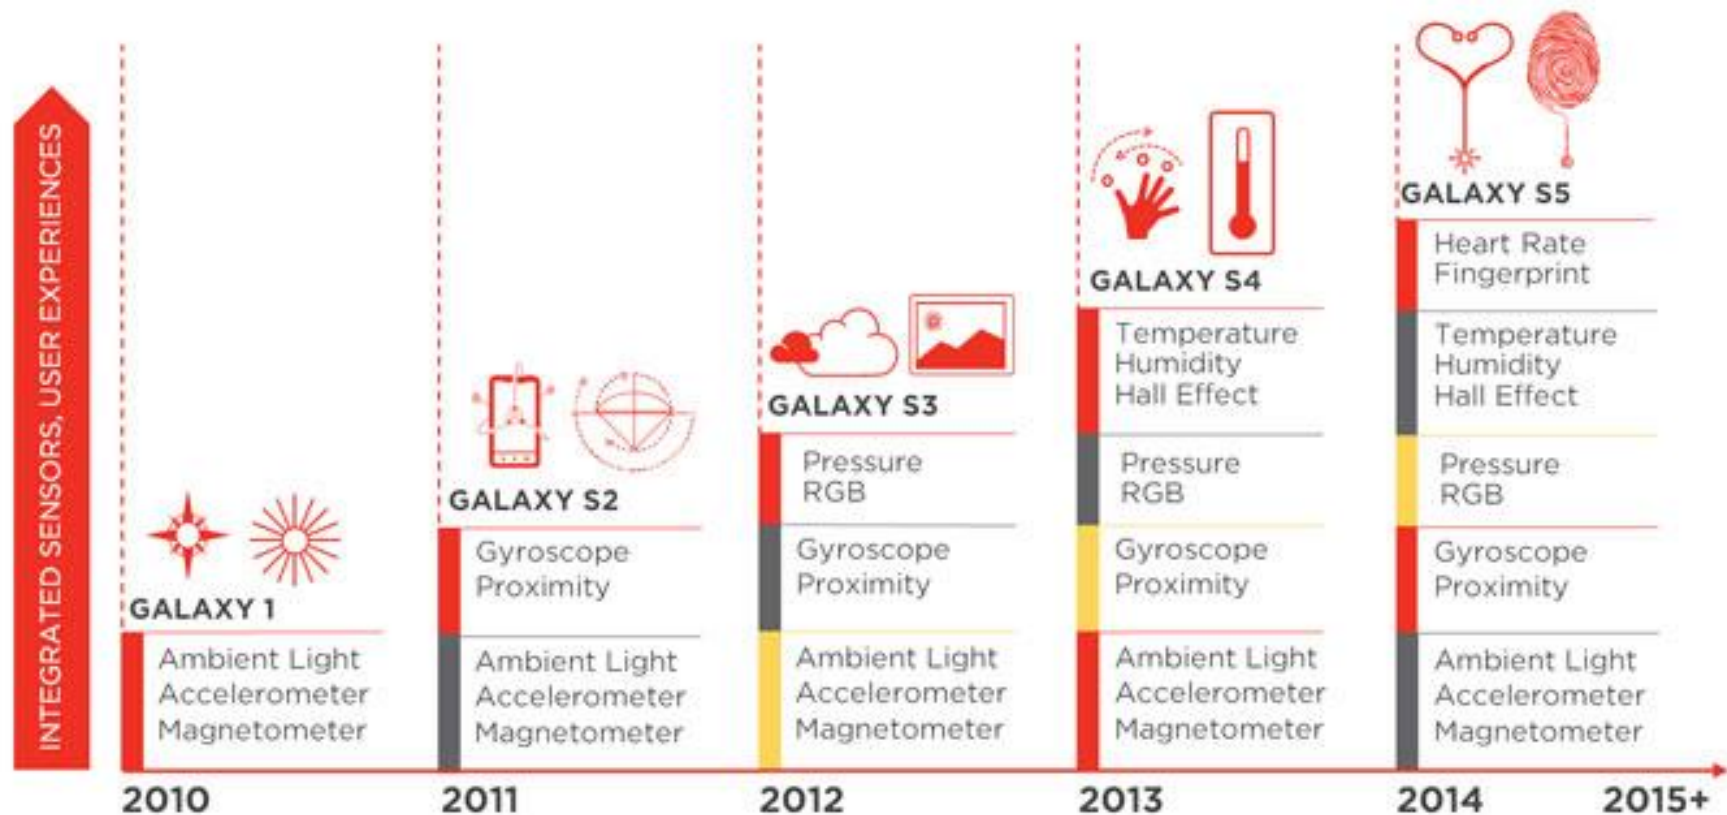 INTEGRATED SENSORS, USER EXPERIENCES
GALAXY 1
Ambient Light
Accelerometer
Magnetometer
2010
GALAXY S2
Gyroscope
Proximity
Ambient Light
Accelerometer
Magnetometer
2011
GALAXY S3
Pressure
RGB
Gyroscope
Proximity
Ambient Light
Accelerometer
Magnetometer
2012
GALAXY S4
Temperature
Humidity
Hall Effect
Pressure
RGB
Gyroscope
Proximity
Ambient Light
Accelerometer
Magnetometer
2013
GALAXY S5
Heart Rate
Fingerprint
Temperature
Humidity
Hall Effect
Pressure
RGB
Gyroscope
Proximity
Ambient Light
Accelerometer
Magnetometer
2014
2015+